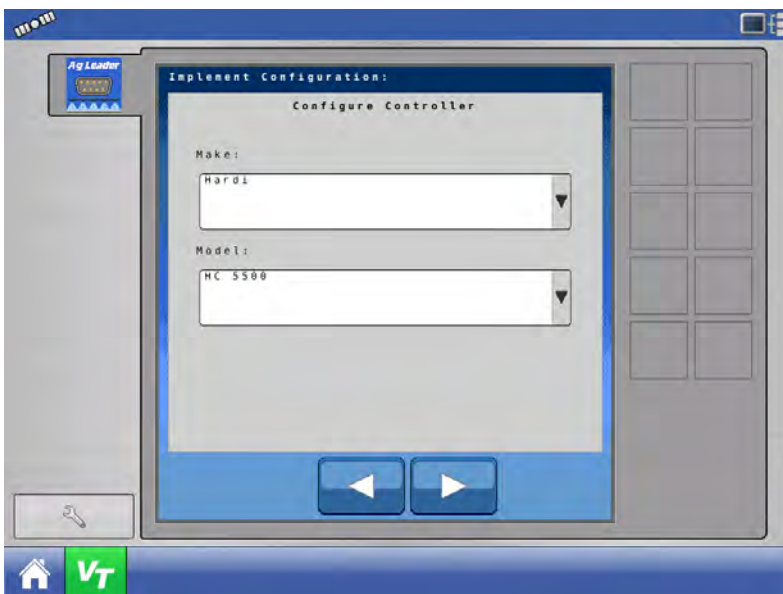 Ag Leader
Implement Configuration:
Configure Controller
Make:
Hardi
Model:
HC 5500
VT